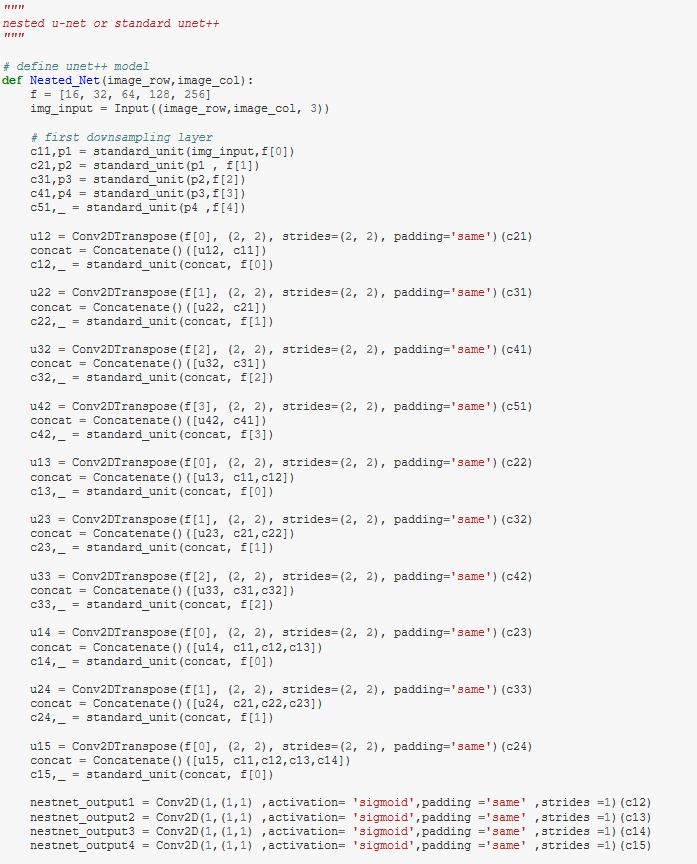 """
nested u-net or standard unet++
"""
# define unet++ model
def Nested_Net(image_row,image_col):
    f = [16, 32, 64, 128, 256]
    img_input = Input((image_row,image_col, 3))
    # first downsampling layer
    c11,p1 = standard_unit(img_input,f[0])
    c21,p2 = standard_unit(p1 , f[1])
    c31,p3 = standard_unit(p2,f[2])
    c41,p4 = standard_unit(p3,f[3])
    c51,_ = standard_unit(p4 ,f[4])
    u12 = Conv2DTranspose(f[0], (2, 2), strides=(2, 2), padding='same')(c21)
    concat = Concatenate()([u12, c11])
    c12,_ = standard_unit(concat, f[0])
    u22 = Conv2DTranspose(f[1], (2, 2), strides=(2, 2), padding='same')(c31)
    concat = Concatenate()([u22, c21])
    c22,_ = standard_unit(concat, f[1])
    u32 = Conv2DTranspose(f[2], (2, 2), strides=(2, 2), padding='same')(c41)
    concat = Concatenate()([u32, c31])
    c32,_ = standard_unit(concat, f[2])
    u42 = Conv2DTranspose(f[3], (2, 2), strides=(2, 2), padding='same')(c51)
    concat = Concatenate()([u42, c41])
    c42,_ = standard_unit(concat, f[3])
    u13 = Conv2DTranspose(f[0], (2, 2), strides=(2, 2), padding='same')(c22)
    concat = Concatenate()([u13, c11,c12])
    c13,_ = standard_unit(concat, f[0])
    u23 = Conv2DTranspose(f[1], (2, 2), strides=(2, 2), padding='same')(c32)
    concat = Concatenate()([u23, c21,c22])
    c23,_ = standard_unit(concat, f[1])
    u33 = Conv2DTranspose(f[2], (2, 2), strides=(2, 2), padding='same')(c42)
    concat = Concatenate()([u33, c31,c32])
    c33,_ = standard_unit(concat, f[2])
    u14 = Conv2DTranspose(f[0], (2, 2), strides=(2, 2), padding='same')(c23)
    concat = Concatenate()([u14, c11,c12,c13])
    c14,_ = standard_unit(concat, f[0])
    u24 = Conv2DTranspose(f[1], (2, 2), strides=(2, 2), padding='same')(c33)
    concat = Concatenate()([u24, c21,c22,c23])
    c24,_ = standard_unit(concat, f[1])
    u15 = Conv2DTranspose(f[0], (2, 2), strides=(2, 2), padding='same')(c24)
    concat = Concatenate()([u15, c11,c12,c13,c14])
    c15,_ = standard_unit(concat, f[0])
    nestnet_output1 = Conv2D(1,(1,1) ,activation= 'sigmoid',padding ='same' ,strides =1)(c12)
    nestnet_output2 = Conv2D(1,(1,1) ,activation= 'sigmoid',padding ='same' ,strides =1)(c13)
    nestnet_output3 = Conv2D(1,(1,1) ,activation= 'sigmoid',padding ='same' ,strides =1)(c14)
    nestnet_output4 = Conv2D(1,(1,1) ,activation= 'sigmoid',padding ='same' ,strides =1)(c15)